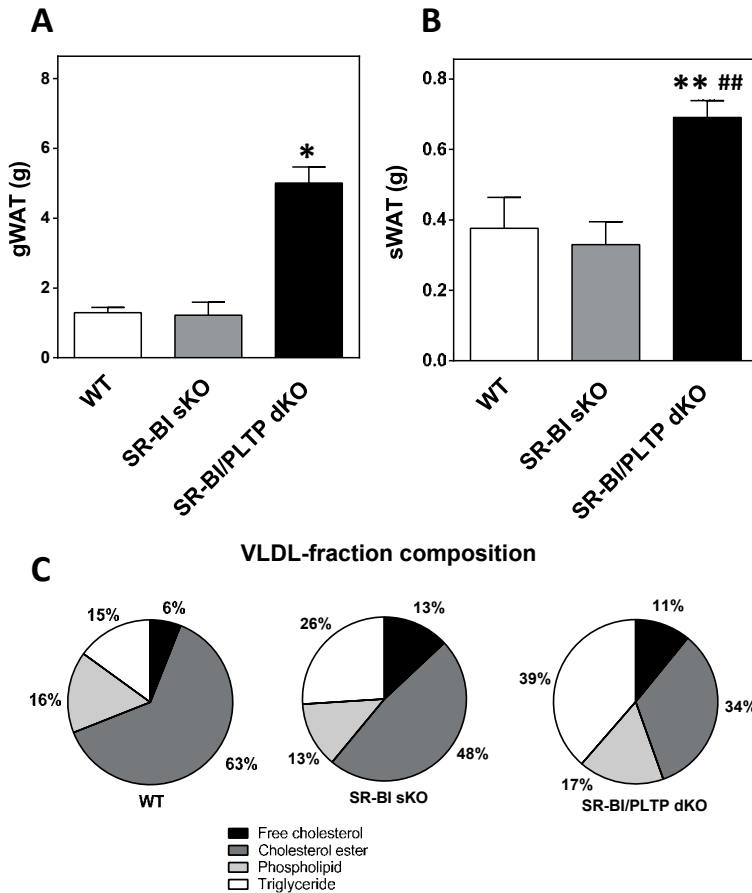 A
B
8
6
4
2
0
gWAT (g)
*
WT
SR-BI sKO
SR-BI/PLTP dKO
0.8
0.6
0.4
0.2
0.0
sWAT (g)
** ##
WT
SR-BI sKO
SR-BI/PLTP dKO
C
VLDL-fraction composition
15%
6%
16%
63%
WT
26%
13%
13%
48%
SR-BI sKO
11%
39%
34%
17%
SR-BI/PLTP dKO
Free cholesterol
Cholesterol ester
Phospholipid
Triglyceride